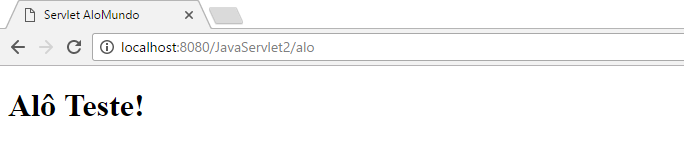 Servlet AloMundo
localhost:8080/JavaServlet2/alo
Alô Teste!